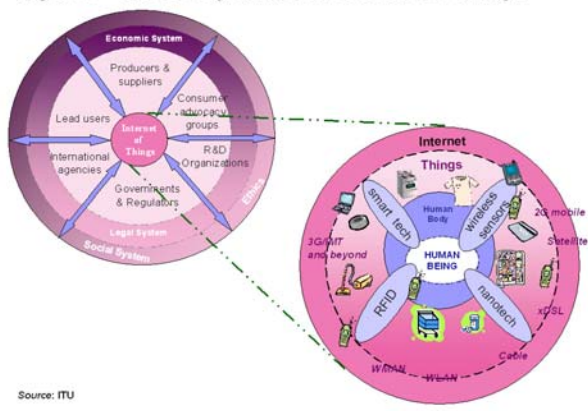 Economic System
Producers &
suppliers
Lead users
Consumer
advocacy
groups
Internet
of
Things
International
agencies
R&D
Organizations
Governments
& Regulators
Legal System
Social System
Ethics
Internet
Things
smart tech
Human
Body
wireless
sensors
2G mobile
3G/IMT
and beyond
HUMAN
BEING
Satellite
RFID
nanotech
xDSL
Cable
WMAN
WLAN
Source: ITU